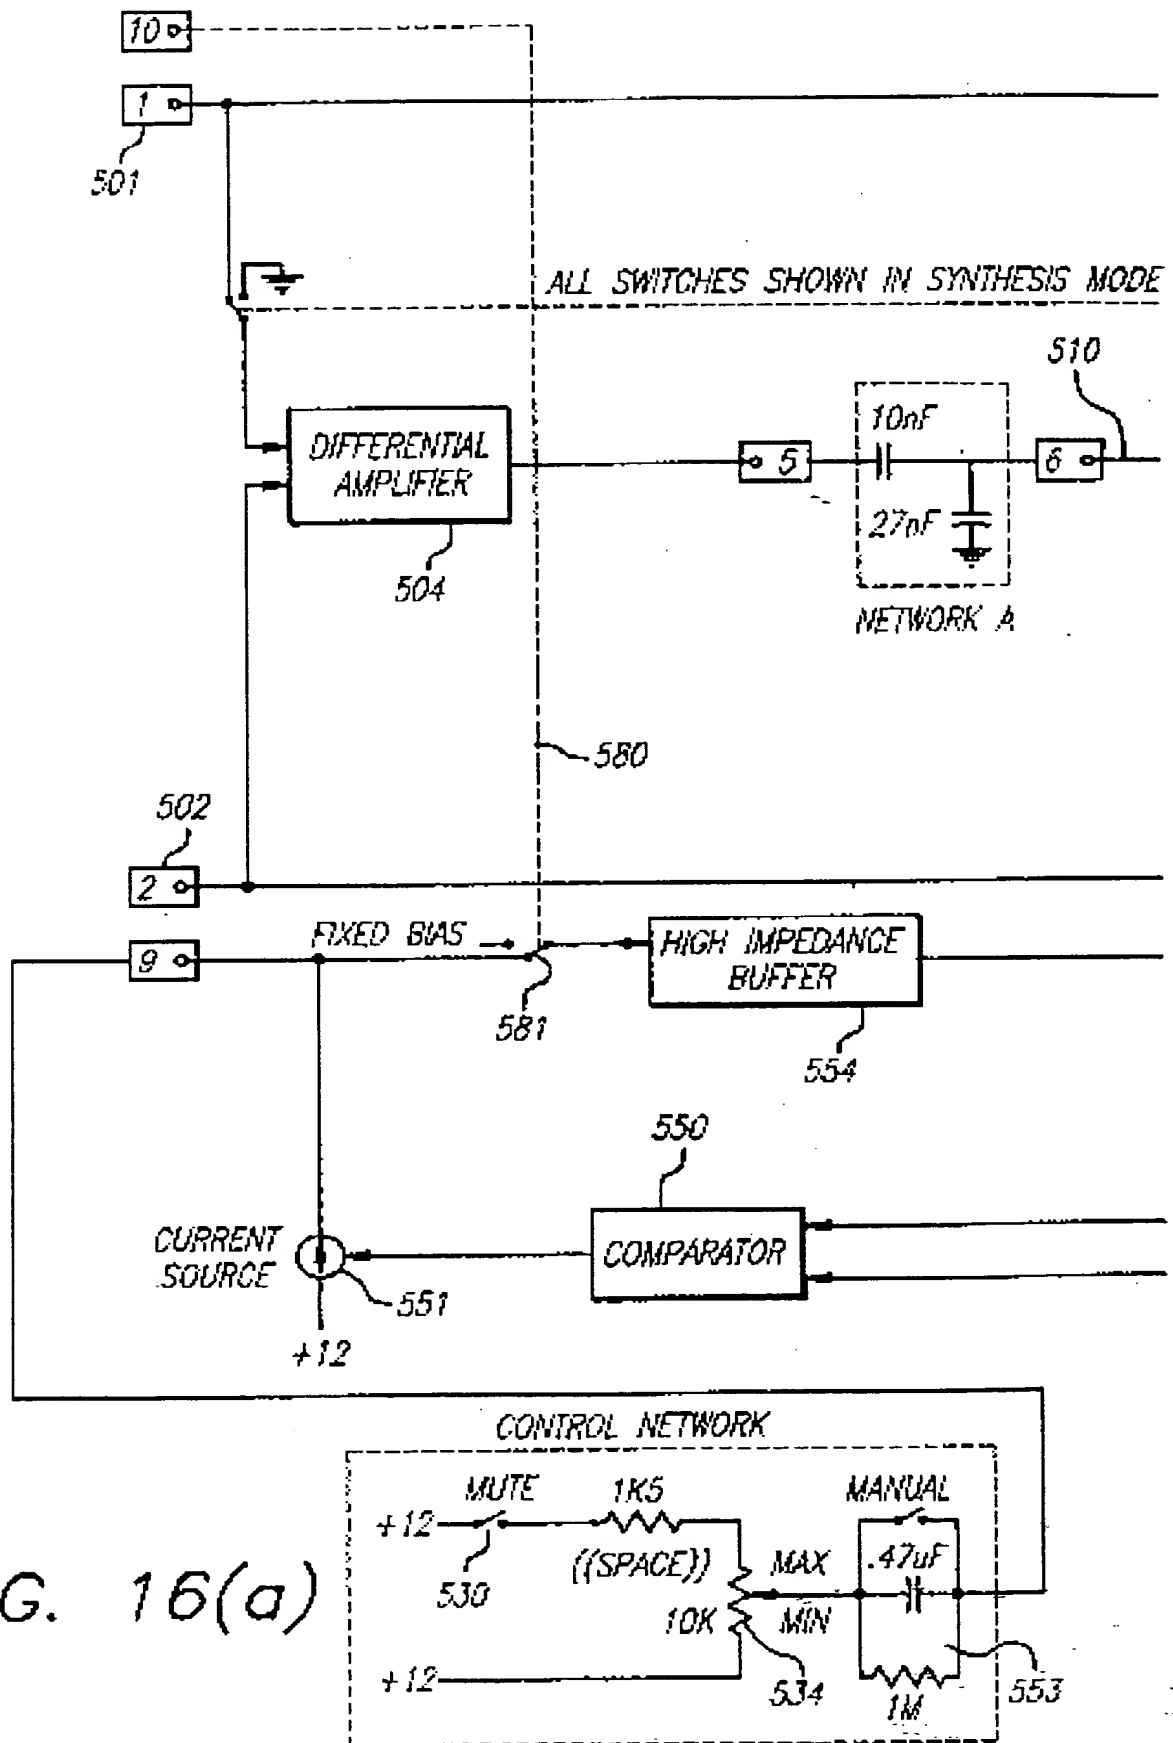 10
1
501
ALL SWITCHES SHOWN IN SYNTHESIS MODE
510
DIFFERENTIAL
AMPLIFIER
504
5
10nF
6
27nF
NETWORK A
580
502
2
FIXED BIAS
9
HIGH IMPEDANCE
BUFFER
581
554
550
CURRENT
SOURCE
COMPARATOR
551
+12
CONTROL NETWORK
MUTE
1K5
MANUAL
+12
530
((SPACE))
MAX
.47uF
10K
MIN
+12
534
1M
553
G. 16(a)